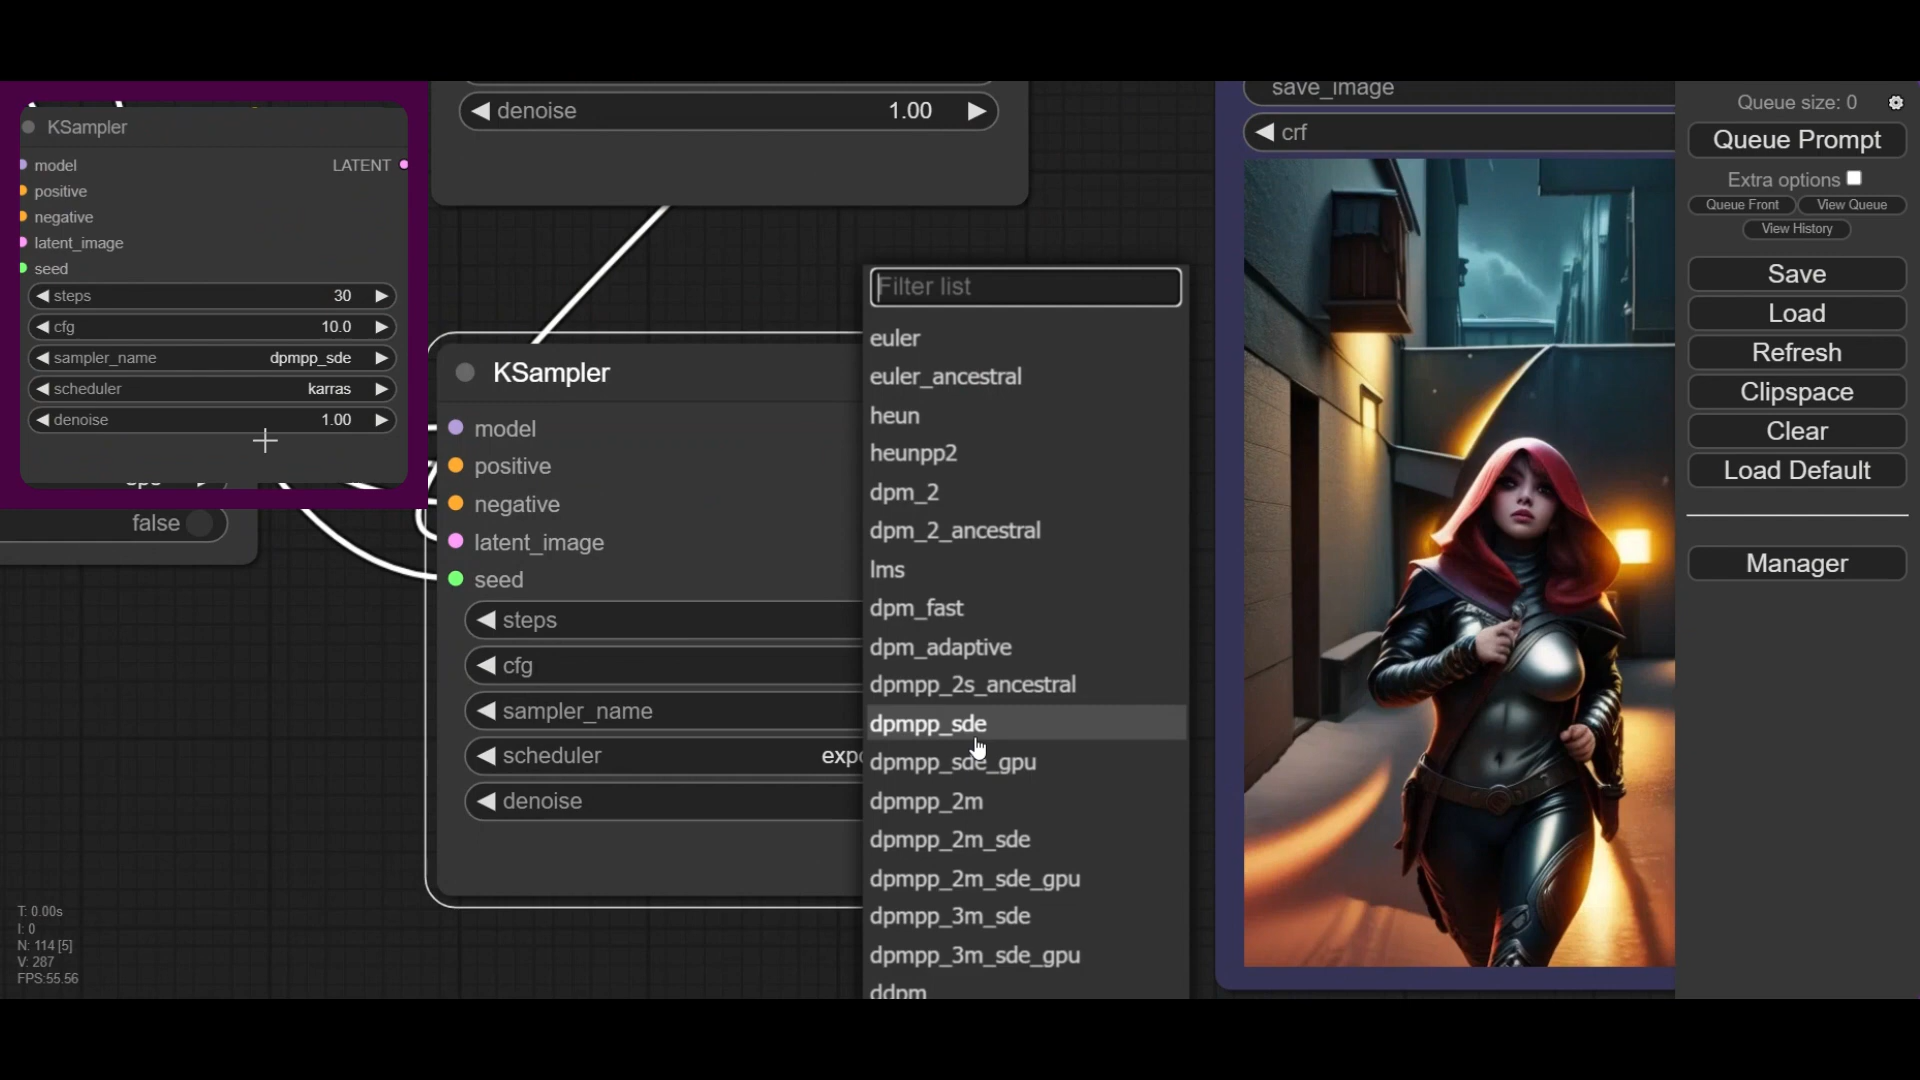 KSampler
model
LATENT
positive
negative
latent_image
seed
steps
30
cfg
10.0
sampler_name
dpmpp_sde
scheduler
karras
denoise
1.00
false
T: 0.00s
I: 0
N: 114 [5]
V: 287
FPS:55.56
denoise
1.00
KSampler
model
positive
negative
latent_image
seed
steps
cfg
sampler_name
scheduler
expo
denoise
Filter list
euler
euler_ancestral
heun
heunpp2
dpm_2
dpm_2_ancestral
lms
dpm_fast
dpm_adaptive
dpmpp_2s_ancestral
dpmpp_sde
dpmpp_sde_gpu
dpmpp_2m
dpmpp_2m_sde
dpmpp_2m_sde_gpu
dpmpp_3m_sde
dpmpp_3m_sde_gpu
ddpm
save_image
crf
Queue size: 0
Queue Prompt
Extra options
Queue Front
View Queue
View History
Save
Load
Refresh
Clipspace
Clear
Load Default
Manager